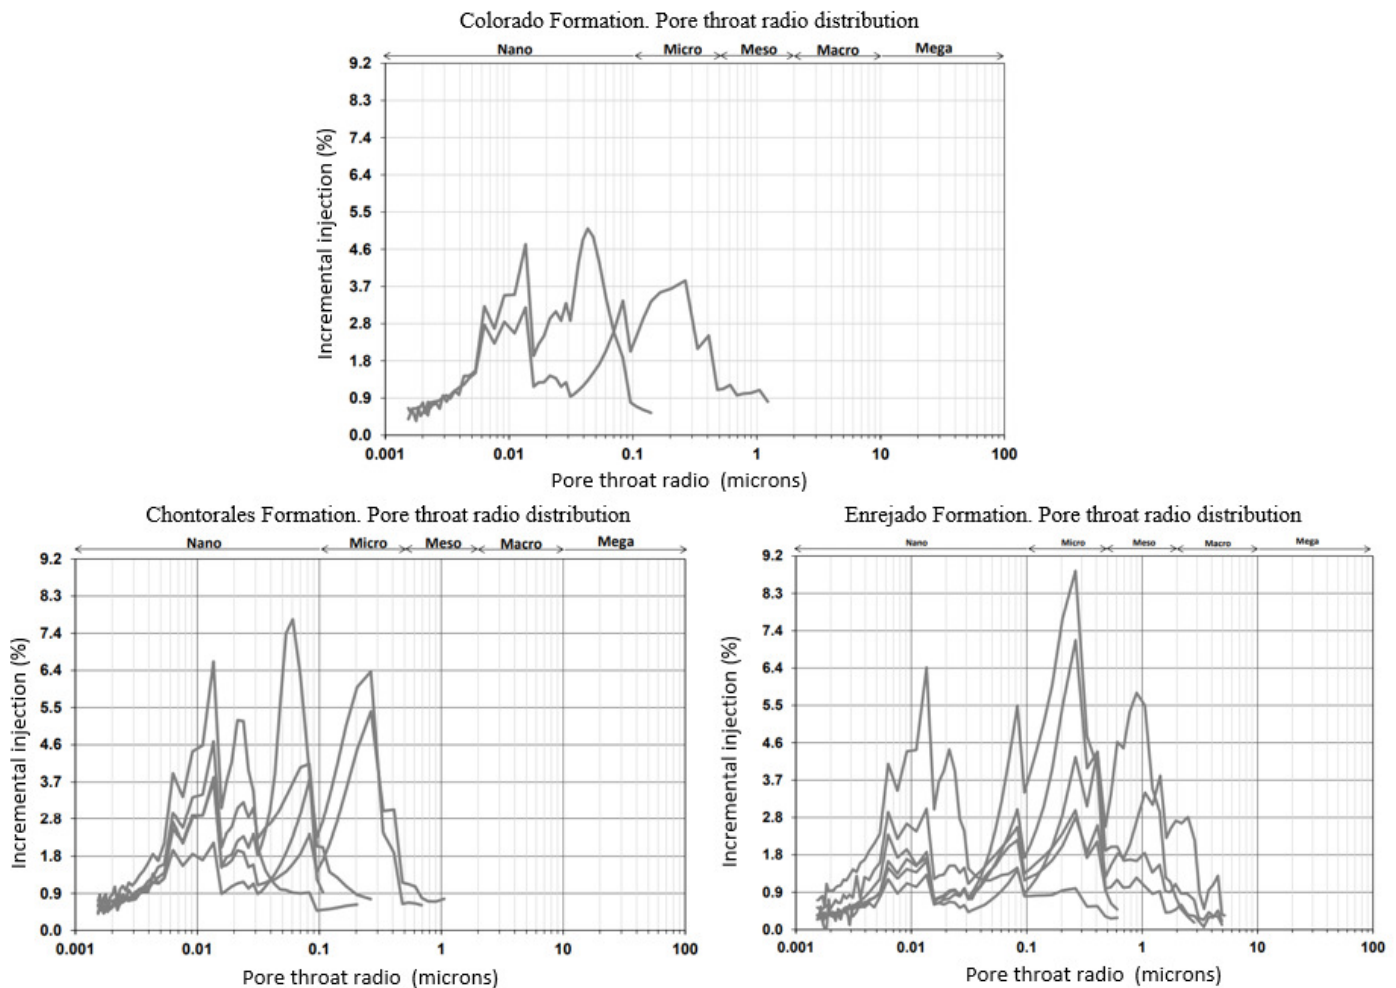 Colorado Formation. Pore throat radio distribution
Nano Micro Meso Macro Mega
9.2
8.3
7.4
6.4
5.5
4.6
3.7
2.8
1.8
0.9
0.0
Incremental injection (%)
0.001 0.01 0.1 1 10 100
Pore throat radio (microns)
Chontorales Formation. Pore throat radio distribution
Nano Micro Meso Macro Mega
9.2
8.3
7.4
6.4
5.5
4.6
3.7
2.8
1.8
0.9
0.0
Incremental injection (%)
0.001 0.01 0.1 1 10 100
Pore throat radio (microns)
Enrejado Formation. Pore throat radio distribution
Nano Micro Meso Macro Mega
9.2
8.3
7.4
6.4
5.5
4.6
3.7
2.8
1.8
0.9
0.0
Incremental injection (%)
0.001 0.01 0.1 1 10 100
Pore throat radio (microns)